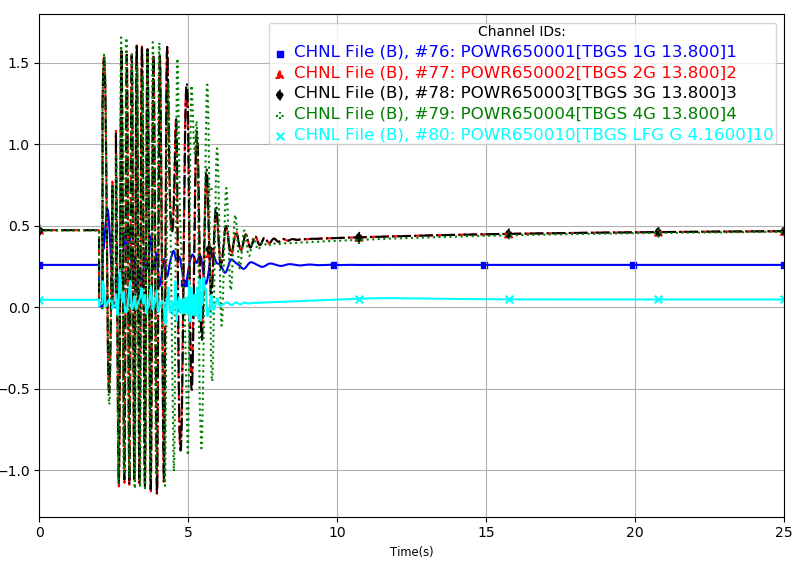 Channel IDs:
CHNL File (B), #76: POWR650001[TBGS 1G 13.800]1
CHNL File (B), #77: POWR650002[TBGS 2G 13.800]2
CHNL File (B), #78: POWR650003[TBGS 3G 13.800]3
CHNL File (B), #79: POWR650004[TBGS 4G 13.800]4
CHNL File (B), #80: POWR650010[TBGS LFG G 4.1600]10
1.5
1.0
0.5
0.0
−0.5
−1.0
0 5 10 15 20 25
Time(s)